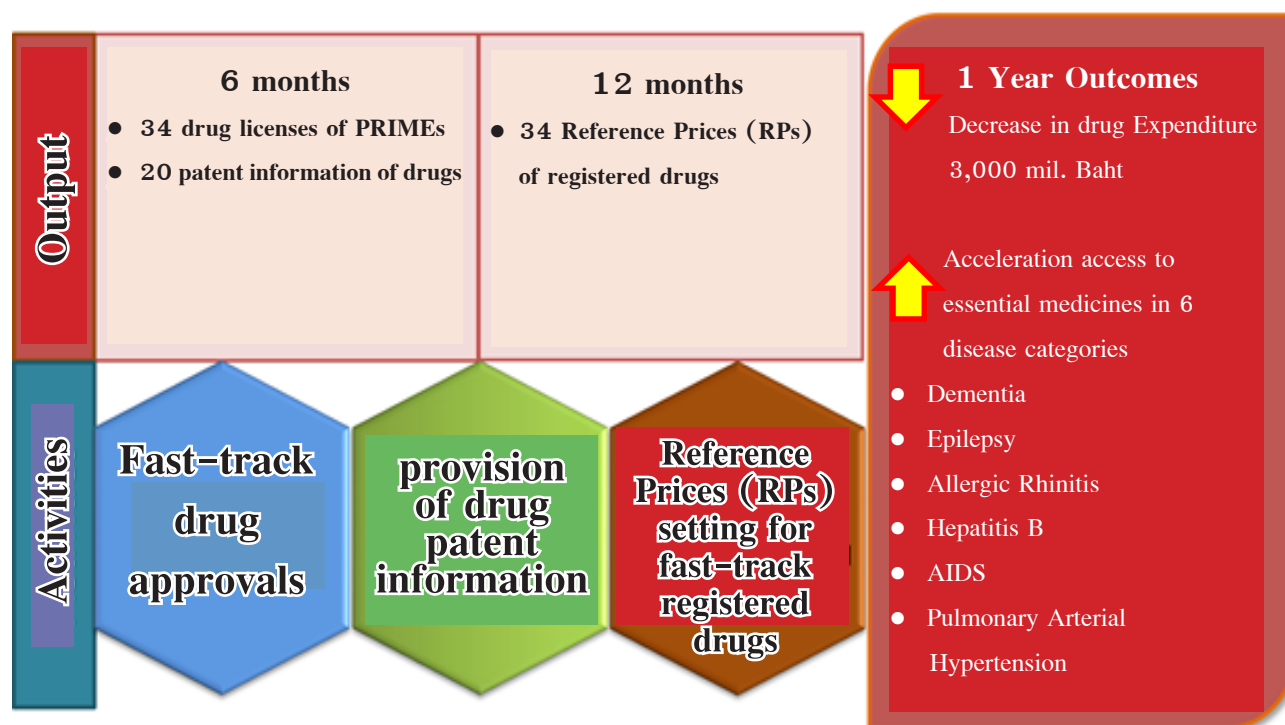 Output
6 months
● 34 drug licenses of PRIMEs
● 20 patent information of drugs
12 months
● 34 Reference Prices (RPs)
of registered drugs
Activities
Fast-track
drug
approvals
provision
of drug
patent
information
Reference
Prices (RPs)
setting for
fast-track
registered
drugs
1 Year Outcomes
Decrease in drug Expenditure
3,000 mil. Baht
Acceleration access to
essential medicines in 6
disease categories
● Dementia
● Epilepsy
● Allergic Rhinitis
● Hepatitis B
● AIDS
● Pulmonary Arterial
Hypertension